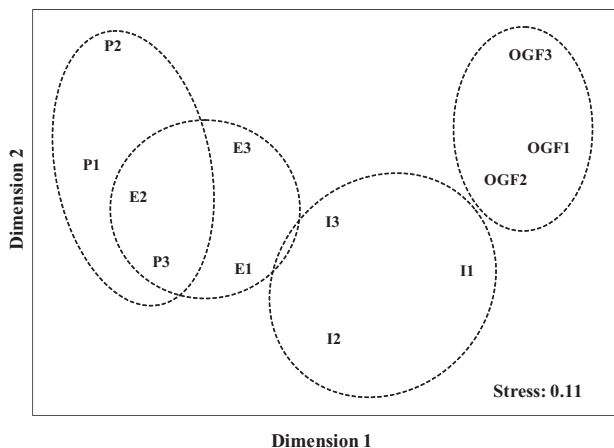 P2
OGF3
E3
OGF1
P1
OGF2
E2
I3
P3
E1
I1
I2
Stress: 0.11
Dimension 2
Dimension 1